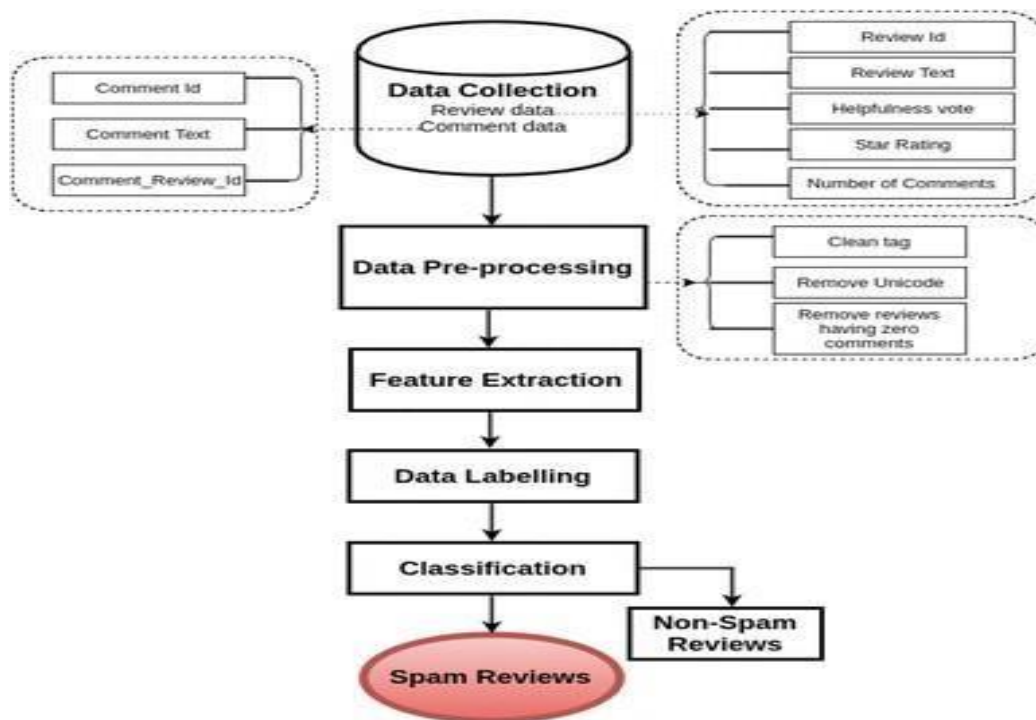 Data Collection
Review data
Comment data
Comment Id
Comment Text
Comment_Review_Id
Review Id
Review Text
Helpfulness vote
Star Rating
Number of Comments
Data Pre-processing
Clean tag
Remove Unicode
Remove reviews
having zero
comments
Feature Extraction
Data Labelling
Classification
Non-Spam
Reviews
Spam Reviews